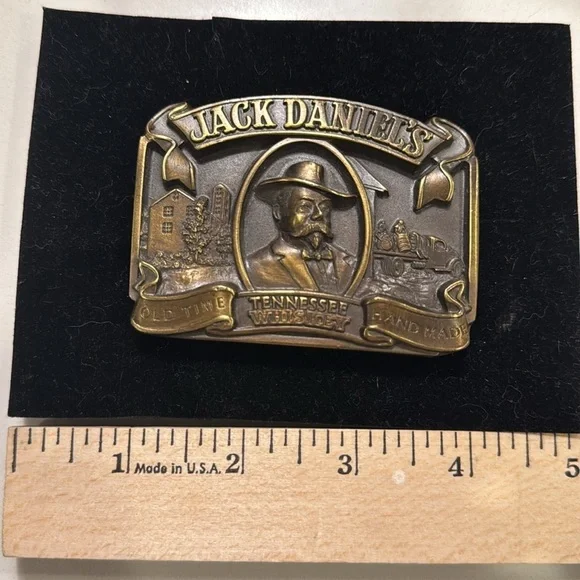 JACK DANIEL'S
OLD TIME
TENNESSEE
WHISKEY
HAND MADE
1 Made in U.S.A. 2 3 4 5